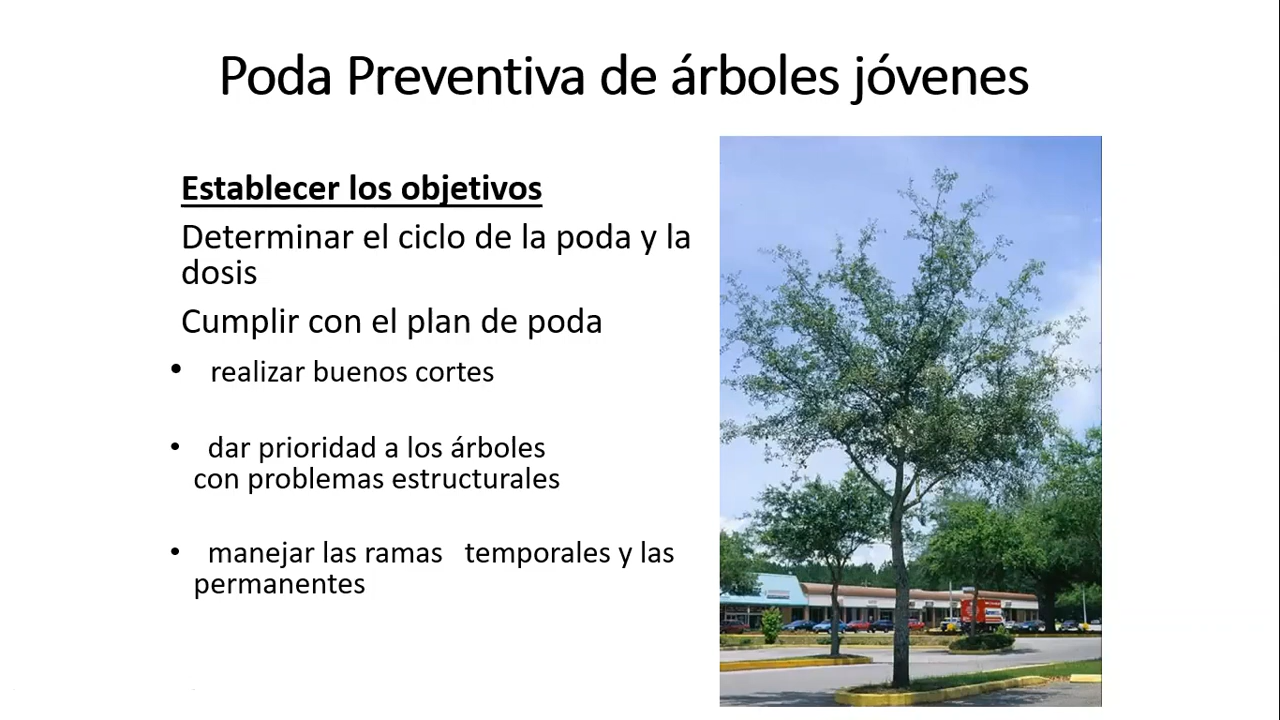 Poda Preventiva de árboles jóvenes
Establecer los objetivos
Determinar el ciclo de la poda y la
dosis
Cumplir con el plan de poda
• realizar buenos cortes
• dar prioridad a los árboles
con problemas estructurales
• manejar las ramas temporales y las
permanentes